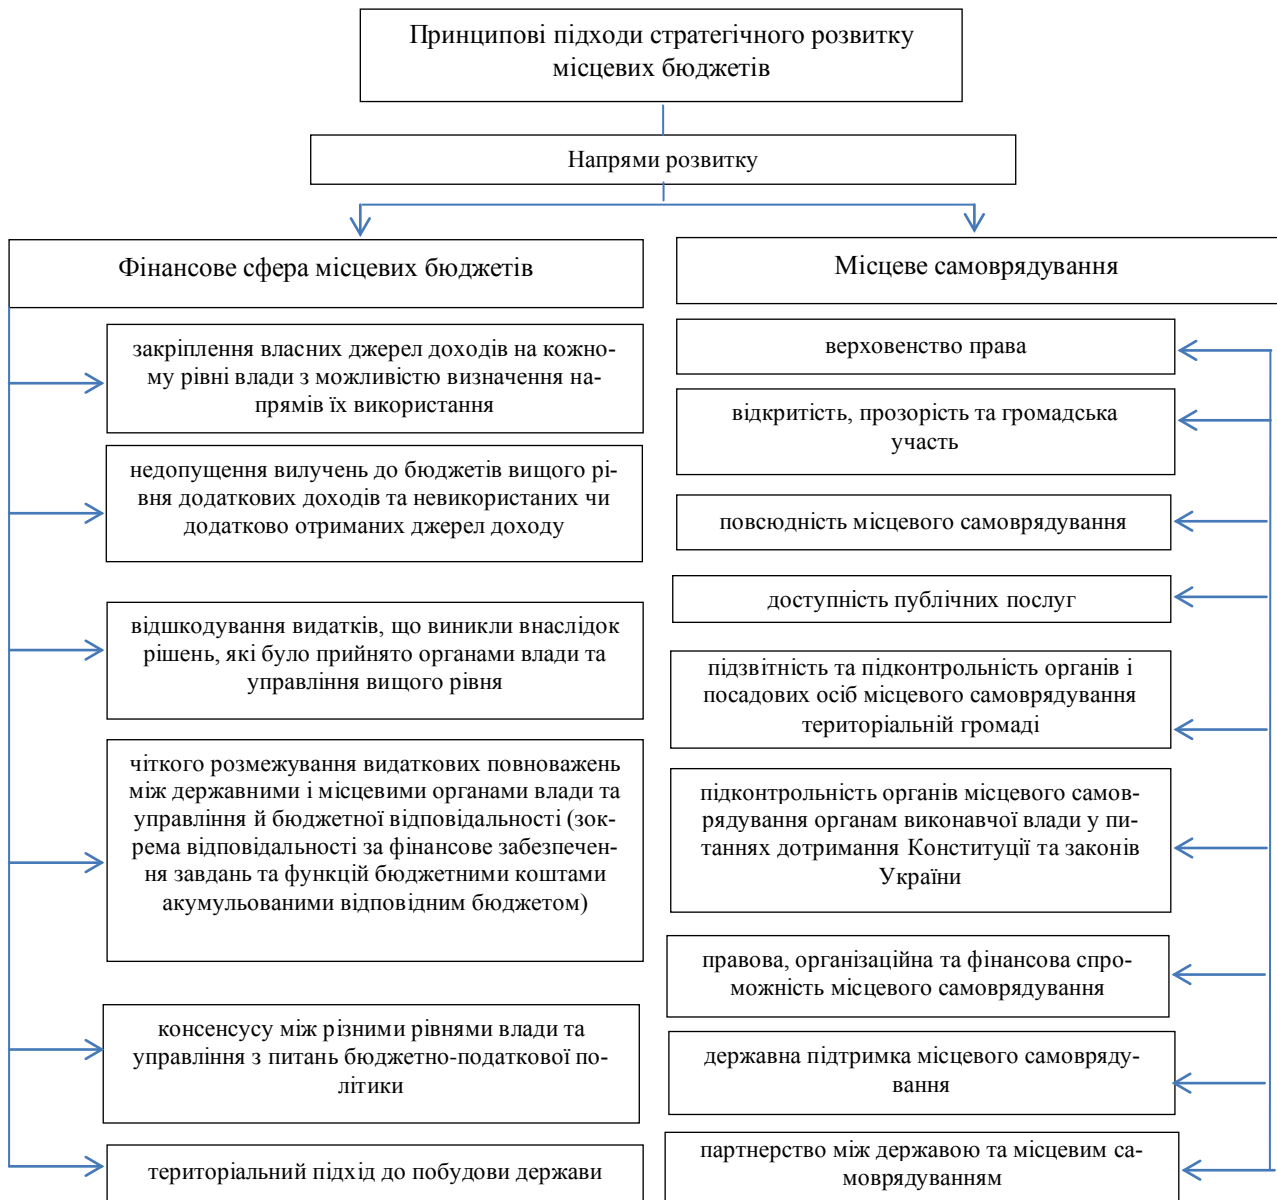 Принципові підходи стратегічного розвитку
місцевих бюджетів
Напрями розвитку
Фінансове сфера місцевих бюджетів
закріплення власних джерел доходів на кожно-
му рівні влади з можливістю визначення на-
прямів їх використання
недопущення вилучень до бюджетів вищого рі-
вня додаткових доходів та невикористаних чи
додатково отриманих джерел доходу
відшкодування видатків, що виникли внаслідок
рішень, які було прийнято органами влади та
управління вищого рівня
чіткого розмежування видаткових повноважень
між державними і місцевими органами влади та
управління й бюджетної відповідальності (зок-
рема відповідальності за фінансове забезпечен-
ня завдань та функцій бюджетними коштами
акумульованими відповідним бюджетом)
консенсусу між різними рівнями влади та
управління з питань бюджетно-податкової по-
літики
територіальний підхід до побудови держави
Місцеве самоврядування
верховенство права
відкритість, прозорість та громадська
участь
повсюдність місцевого самоврядування
доступність публічних послуг
підзвітність та підконтрольність органів і
посадових осіб місцевого самоврядування
територіальній громаді
підконтрольність органів місцевого самов-
рядування органам виконавчої влади у пи-
таннях дотримання Конституції та законів
України
правова, організаційна та фінансова спро-
можність місцевого самоврядування
державна підтримка місцевого самовряду-
вання
партнерство між державою та місцевим са-
моврядуванням